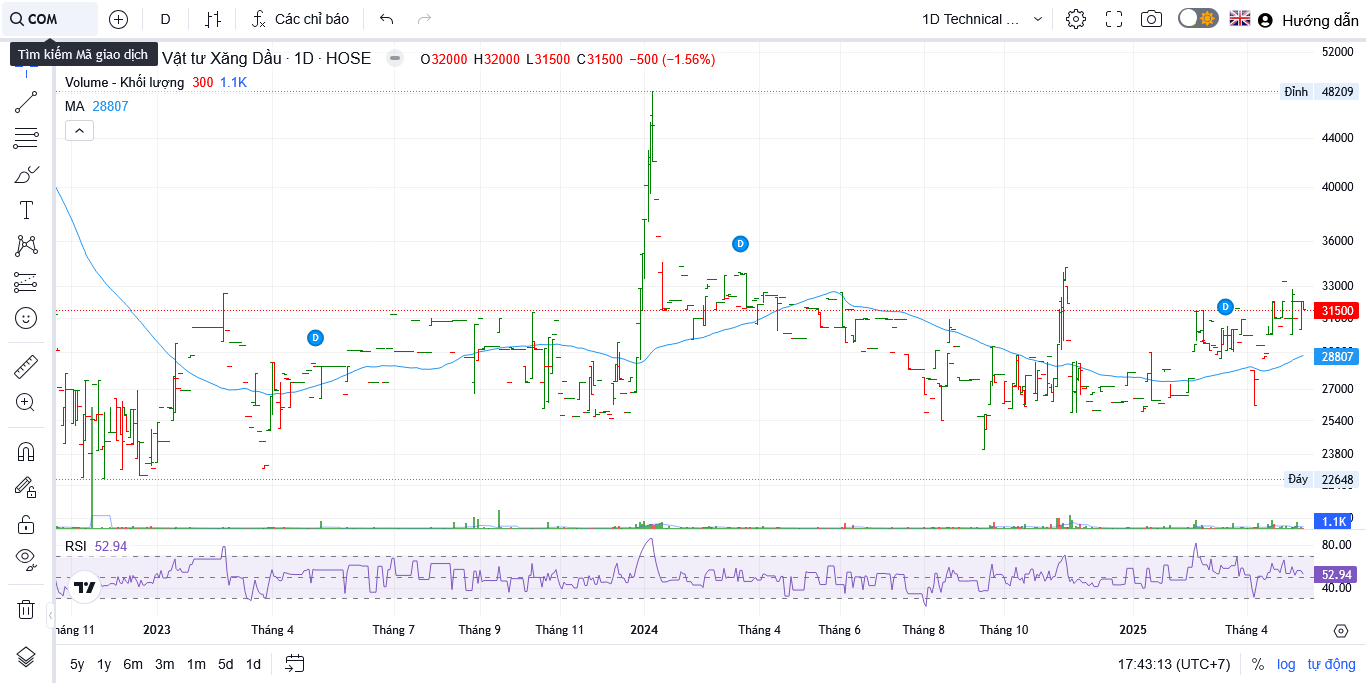 COM D Các chỉ báo 1D Technical ... Hướng dẫn
Tìm kiếm Mã giao dịch Vật tư Xăng Dầu · 1D · HOSE O32000 H32000 L31500 C31500 −500 (−1.56%)
Volume - Khối lượng 300 1.1K
MA 28807
52000
Đỉnh 48209
44000
40000
36000
33000
31500
28807
27000
25400
23800
Đáy 22648
1.1K
D
D
D
RSI 52.94
80.00
52.94
40.00
háng 11 2023 Tháng 4 Tháng 7 Tháng 9 Tháng 11 2024 Tháng 4 Tháng 6 Tháng 8 Tháng 10 2025 Tháng 4
5y 1y 6m 3m 1m 5d 1d 17:43:13 (UTC+7) % log tự động